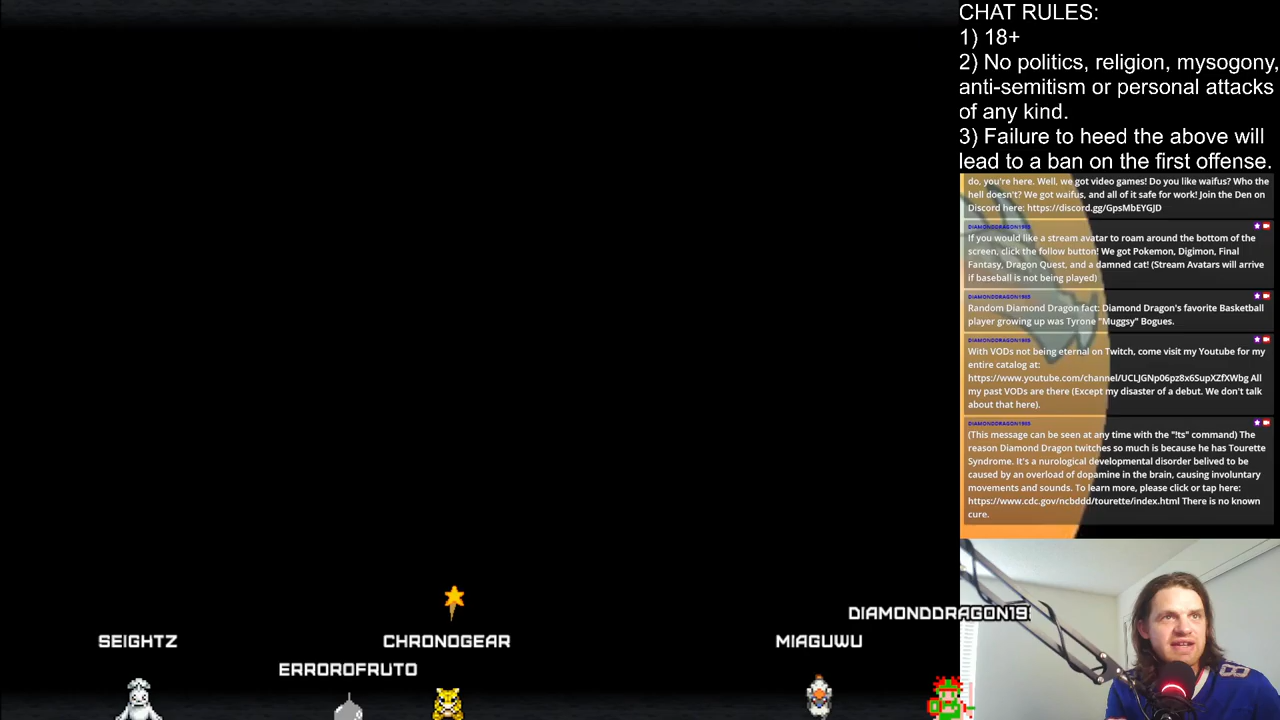 CHAT RULES:
1) 18+
2) No politics, religion, mysogony,
anti-semitism or personal attacks
of any kind.
3) Failure to heed the above will
lead to a ban on the first offense.
do, you're here. Well, we got video games! Do you like waifus? Who the
hell doesn't? We got waifus, and all of it safe for work! Join the Den on
Discord here: https://discord.gg/GpsMbEYGJD
DIAMONDDRAGON1985
If you would like a stream avatar to roam around the bottom of the
screen, click the follow button! We got Pokemon, Digimon, Final
Fantasy, Dragon Quest, and a damned cat! (Stream Avatars will arrive
if baseball is not being played)
DIAMONDDRAGON1985
Random Diamond Dragon fact: Diamond Dragon's favorite Basketball
player growing up was Tyrone "Muggsy" Bogues.
DIAMONDDRAGON1985
With VODs not being eternal on Twitch, come visit my Youtube for my
entire catalog at:
https://www.youtube.com/channel/UCLJGNp06pz8x6SupXZfXWbg All
my past VODs are there (Except my disaster of a debut. We don't talk
about that here).
DIAMONDDRAGON1985
(This message can be seen at any time with the "!ts" command) The
reason Diamond Dragon twitches so much is because he has Tourette
Syndrome. It's a nurological developmental disorder belived to be
caused by an overload of dopamine in the brain, causing involuntary
movements and sounds. To learn more, please click or tap here:
https://www.cdc.gov/ncbddd/tourette/index.html There is no known
cure.
DIAMONDDRAGON19
SEIGHTZ
CHRONOGEAR
MIAGUWU
ERROROFRUTO